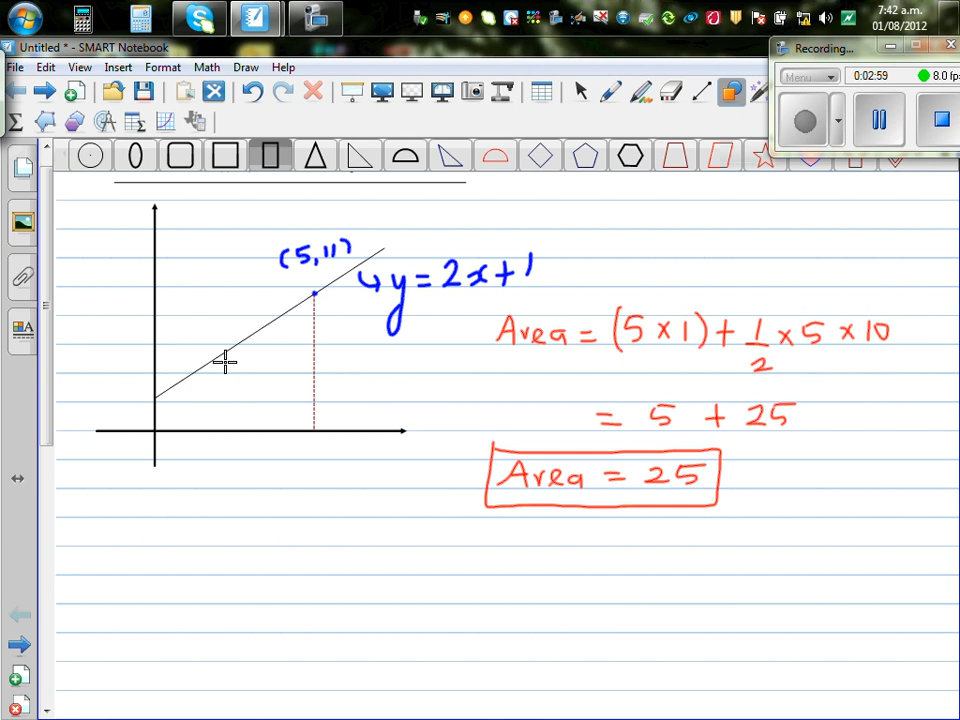 7:42 a.m.
01/08/2012
Untitled * - SMART Notebook
Recording...
File Edit View Insert Format Math Draw Help
Menu
0:02:59
8.0 fp
(5,11)
y = 2x + 1
Area = (5 × 1) + 1/2 × 5 × 10
= 5 + 25
Area = 25